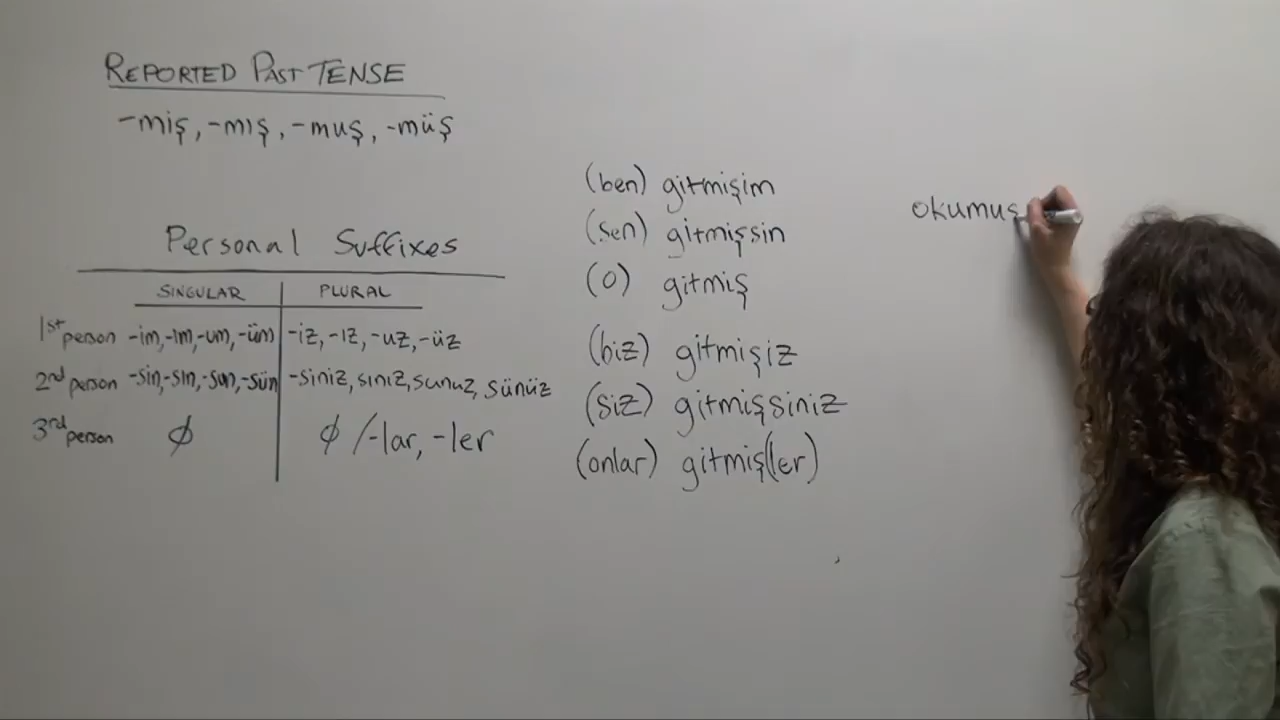 REPORTED PAST TENSE
-miş, -mış, -muş, -müş
Personal Suffixes
SINGULAR PLURAL
1st person -im, -ım, -um, -üm -iz, -ız, -uz, -üz
2nd person -sin, -sın, -sun, -sün -siniz, sınız, sunuz, sünüz
3rd person ∅ ∅ / -lar, -ler
(ben) gitmişim
(sen) gitmişsin
(o) gitmiş
(biz) gitmişiz
(siz) gitmişsiniz
(onlar) gitmiş(ler)
okumuş